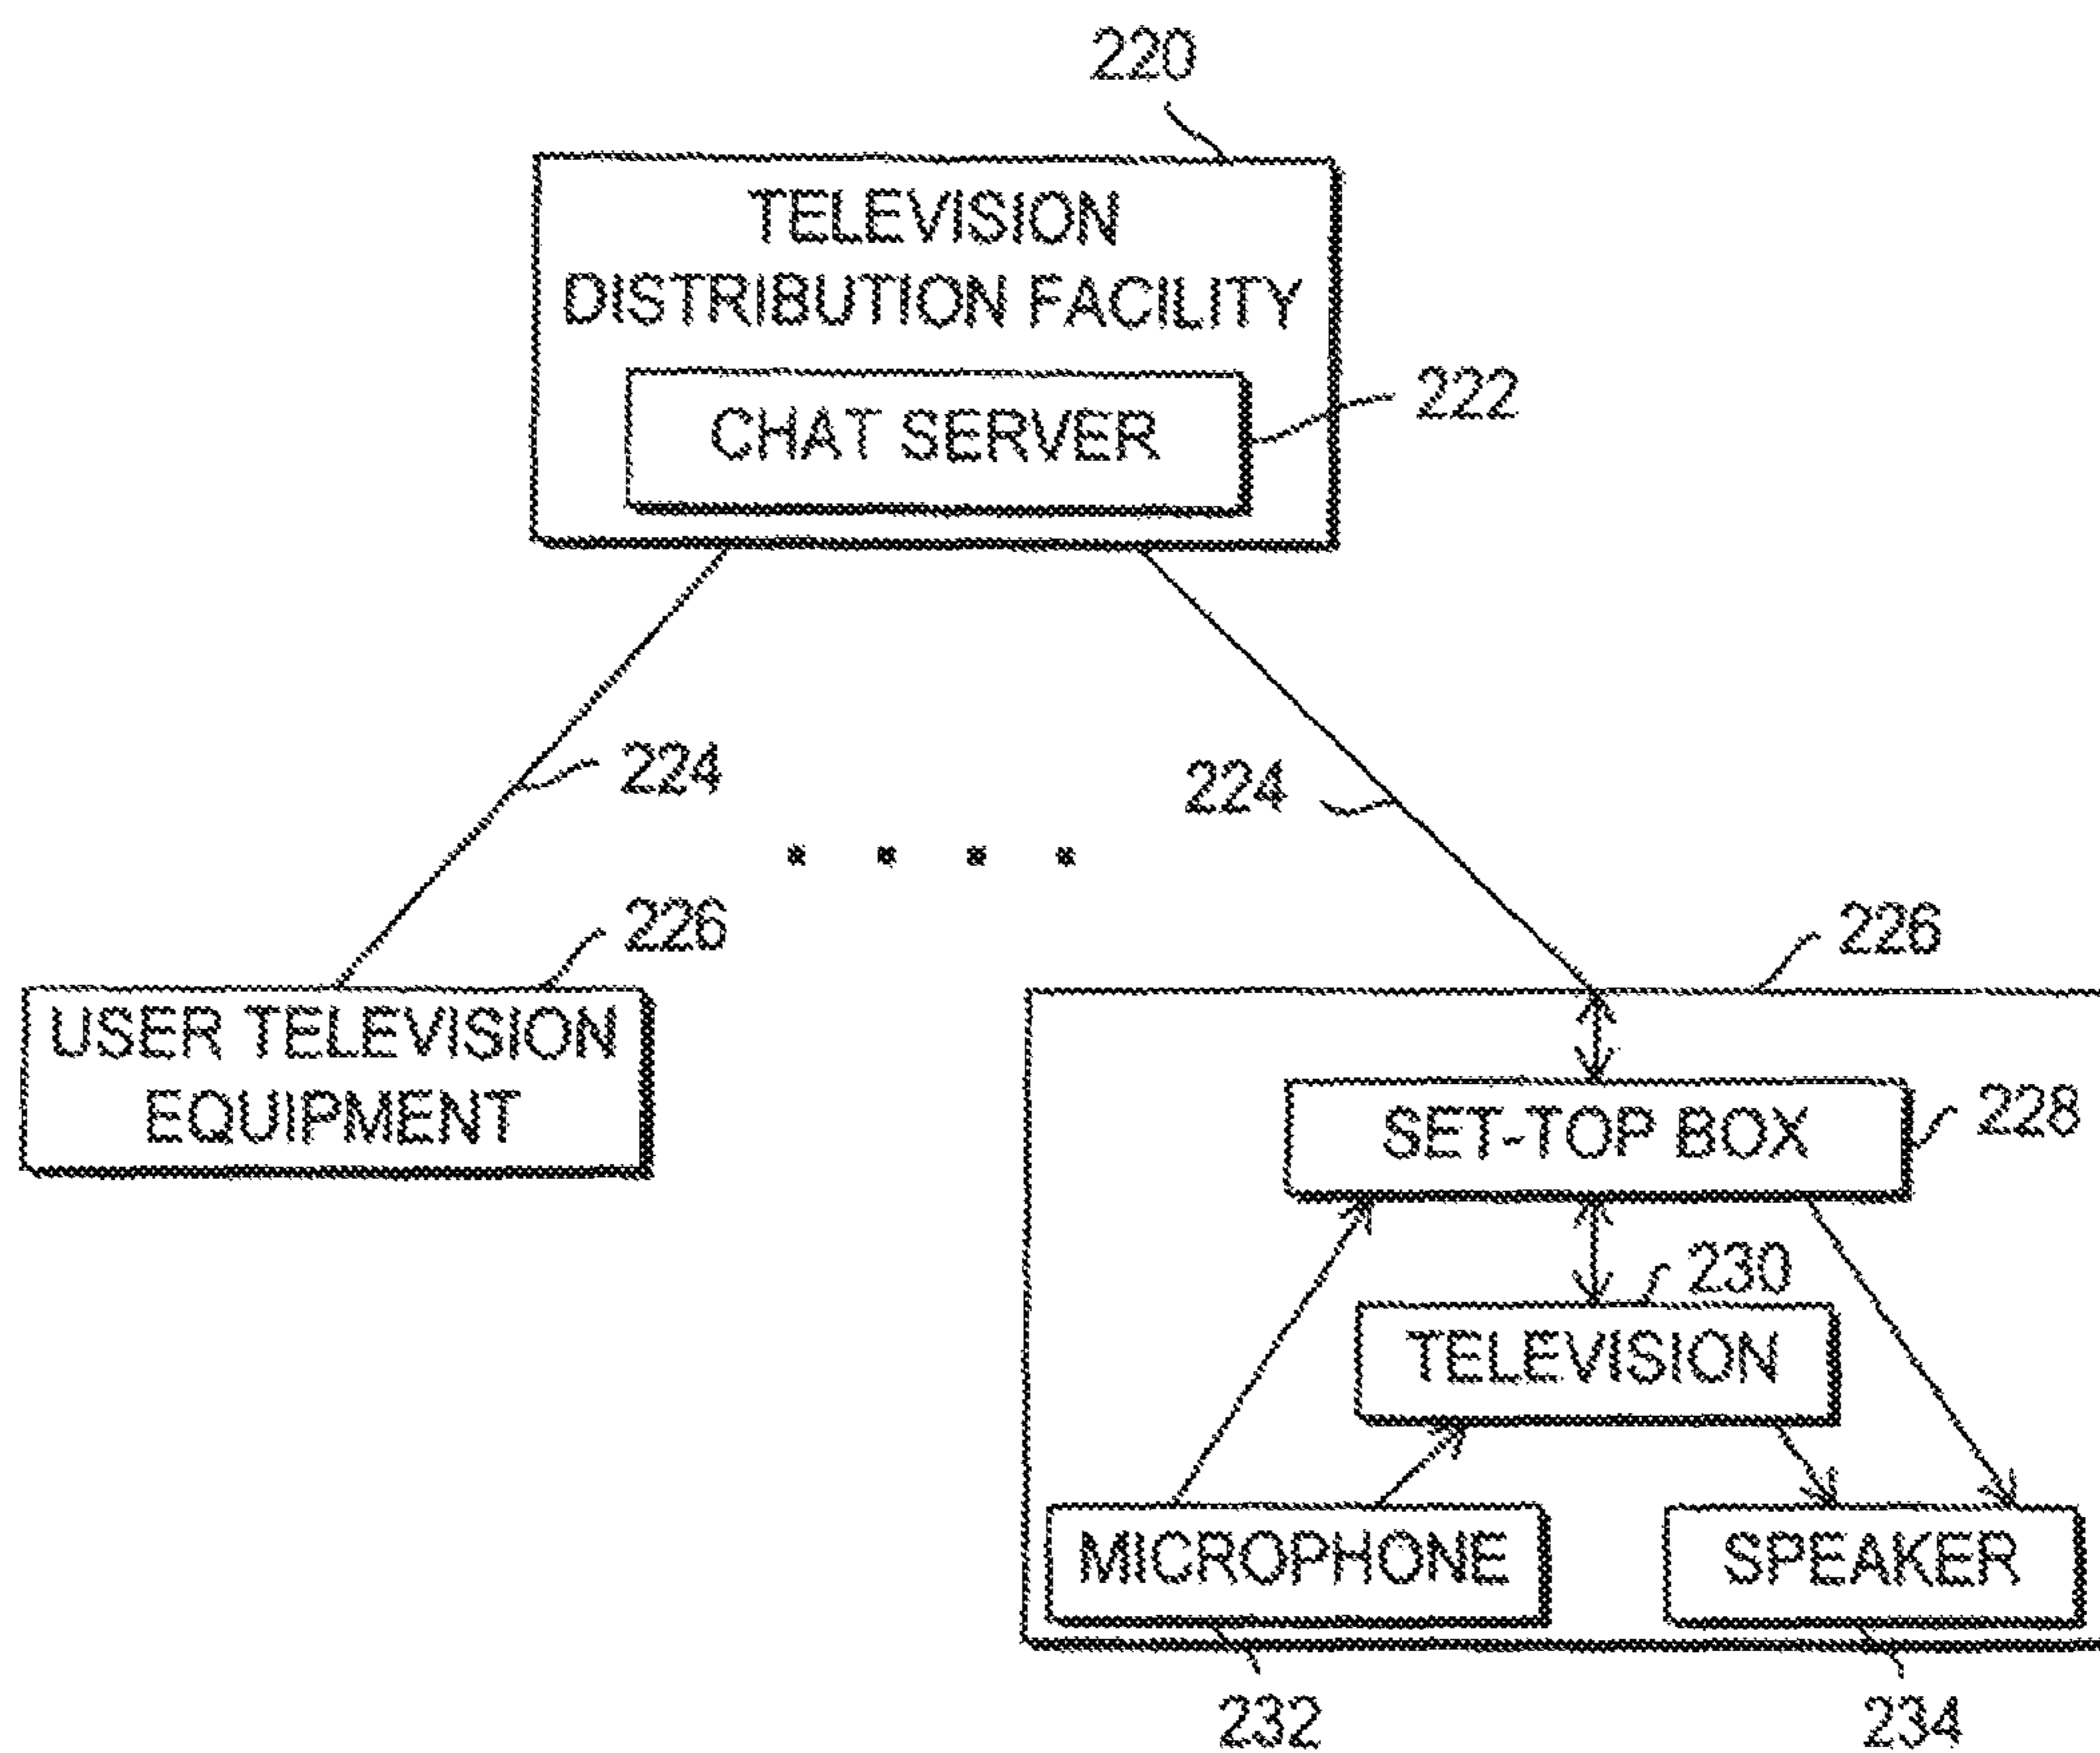 220
TELEVISION
DISTRIBUTION FACILITY
CHAT SERVER
222
224
224
226
226
USER TELEVISION
EQUIPMENT
SET-TOP BOX
228
230
TELEVISION
MICROPHONE
SPEAKER
232
234